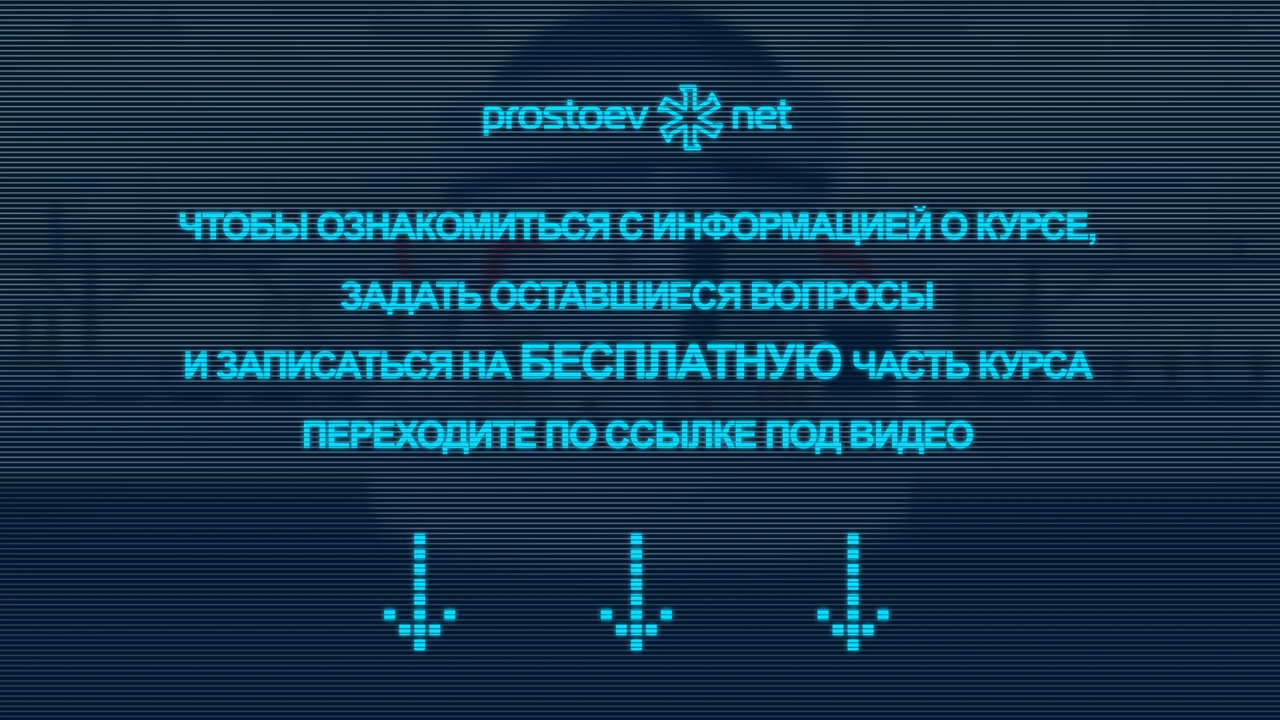 prostoev net
ЧТОБЫ ОЗНАКОМИТЬСЯ С ИНФОРМАЦИЕЙ О КУРСЕ,
ЗАДАТЬ ОСТАВШИЕСЯ ВОПРОСЫ
И ЗАПИСАТЬСЯ НА БЕСПЛАТНУЮ ЧАСТЬ КУРСА
ПЕРЕХОДИТЕ ПО ССЫЛКЕ ПОД ВИДЕО